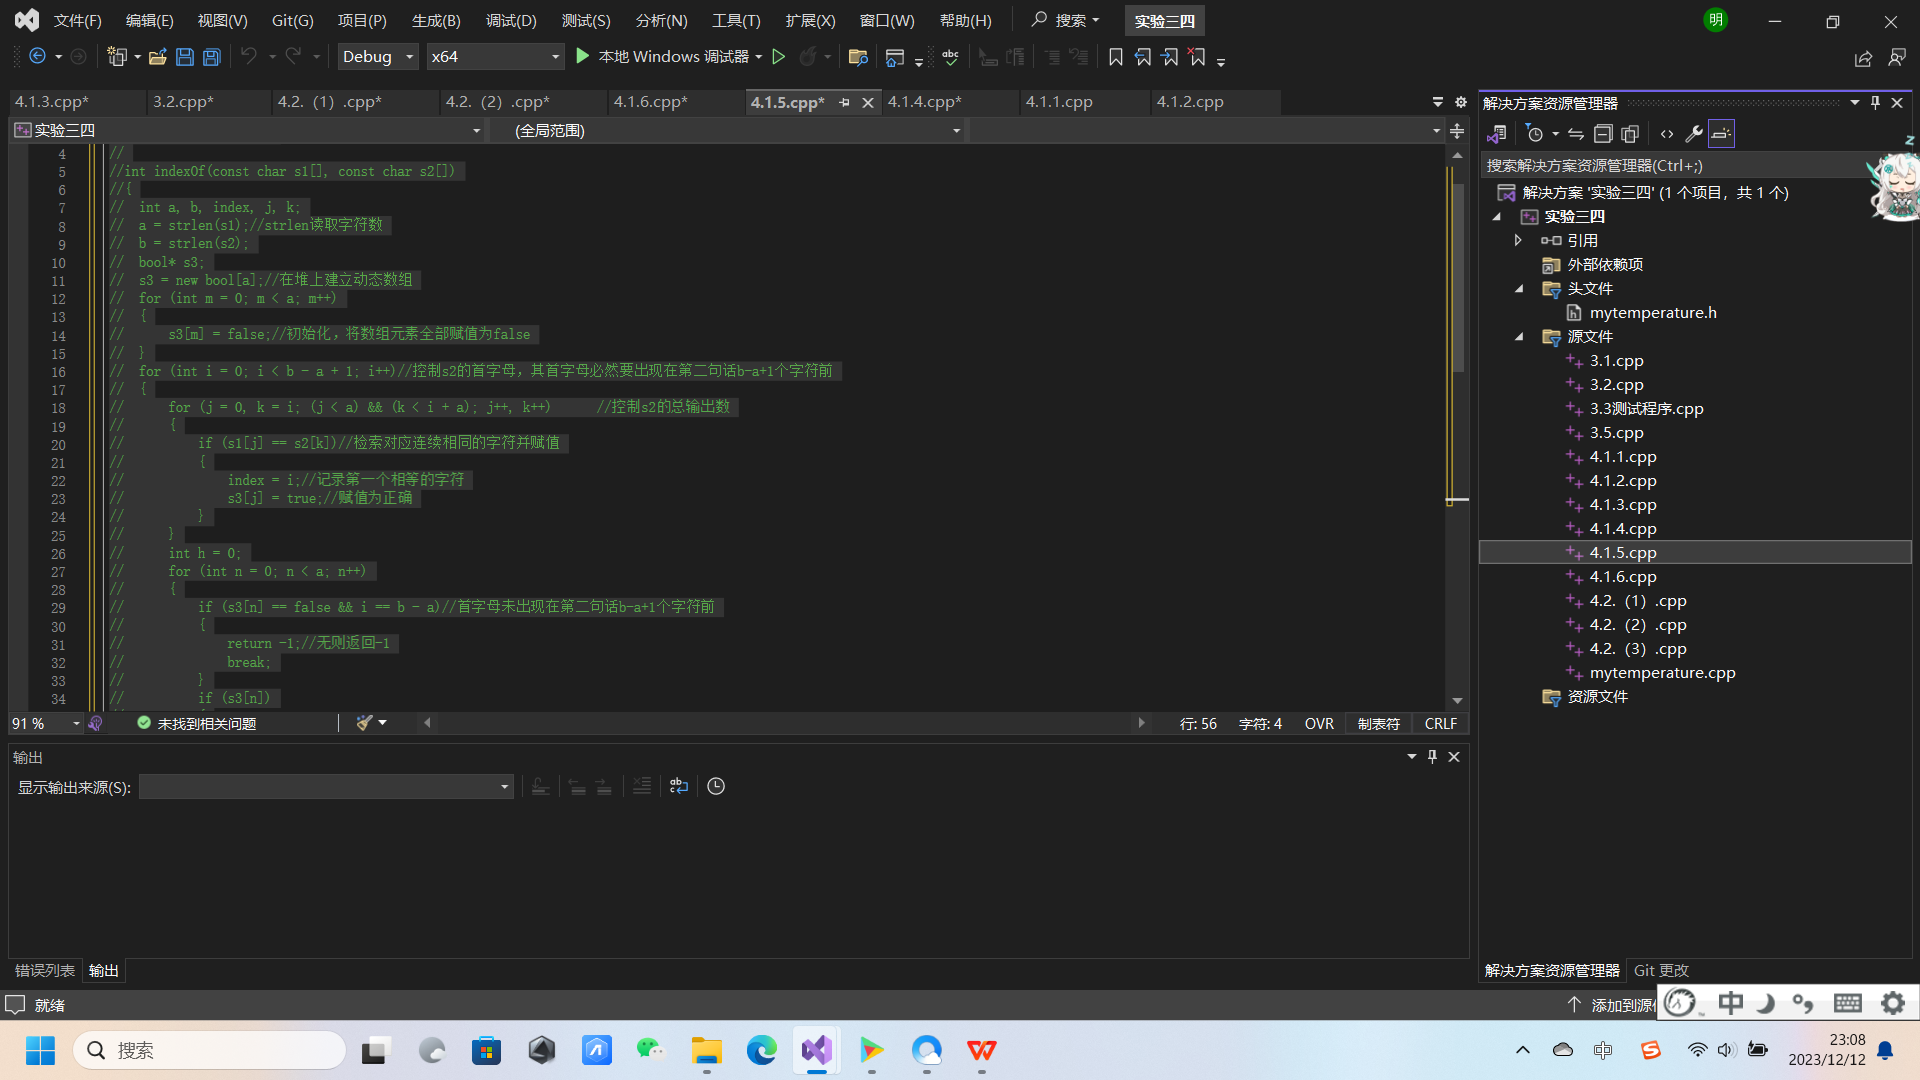 文件(F) 编辑(E) 视图(V) Git(G) 项目(P) 生成(B) 调试(D) 测试(S) 分析(N) 工具(T) 扩展(X) 窗口(W) 帮助(H) 搜索 实验三四 明
Debug x64 本地 Windows 调试器
4.1.3.cpp* 3.2.cpp* 4.2.（1）.cpp* 4.2.（2）.cpp* 4.1.6.cpp* 4.1.5.cpp* 4.1.4.cpp* 4.1.1.cpp 4.1.2.cpp
实验三四 (全局范围)
4 //
5 //int indexOf(const char s1[], const char s2[])
6 //{
7 // int a, b, index, j, k;
8 // a = strlen(s1);//strlen读取字符数
9 // b = strlen(s2);
10 // bool* s3;
11 // s3 = new bool[a];//在堆上建立动态数组
12 // for (int m = 0; m < a; m++)
13 // {
14 // s3[m] = false;//初始化，将数组元素全部赋值为false
15 // }
16 // for (int i = 0; i < b - a + 1; i++)//控制s2的首字母，其首字母必然要出现在第二句话b-a+1个字符前
17 // {
18 // for (j = 0, k = i; (j < a) && (k < i + a); j++, k++) //控制s2的总输出数
19 // {
20 // if (s1[j] == s2[k])//检索对应连续相同的字符并赋值
21 // {
22 // index = i;//记录第一个相等的字符
23 // s3[j] = true;//赋值为正确
24 // }
25 // }
26 // int h = 0;
27 // for (int n = 0; n < a; n++)
28 // {
29 // if (s3[n] == false && i == b - a)//首字母未出现在第二句话b-a+1个字符前
30 // {
31 // return -1;//无则返回-1
32 // break;
33 // }
34 // if (s3[n])
91 % 未找到相关问题 行: 56 字符: 4 OVR 制表符 CRLF
输出
显示输出来源(S):
错误列表 输出
解决方案资源管理器
搜索解决方案资源管理器(Ctrl+;)
解决方案 '实验三四' (1 个项目，共 1 个)
实验三四
引用
外部依赖项
头文件
mytemperature.h
源文件
3.1.cpp
3.2.cpp
3.3测试程序.cpp
3.5.cpp
4.1.1.cpp
4.1.2.cpp
4.1.3.cpp
4.1.4.cpp
4.1.5.cpp
4.1.6.cpp
4.2.（1）.cpp
4.2.（2）.cpp
4.2.（3）.cpp
mytemperature.cpp
资源文件
解决方案资源管理器 Git 更改
就绪 添加到源 中
搜索 中 23:08
2023/12/12